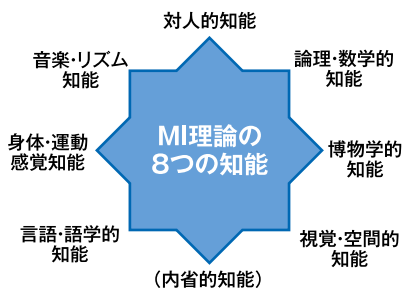 対人的知能
音楽・リズム
知能
論理・数学的
知能
身体・運動
感覚知能
MI理論の
8つの知能
博物学的
知能
言語・語学的
知能
視覚・空間的
知能
(内省的知能)